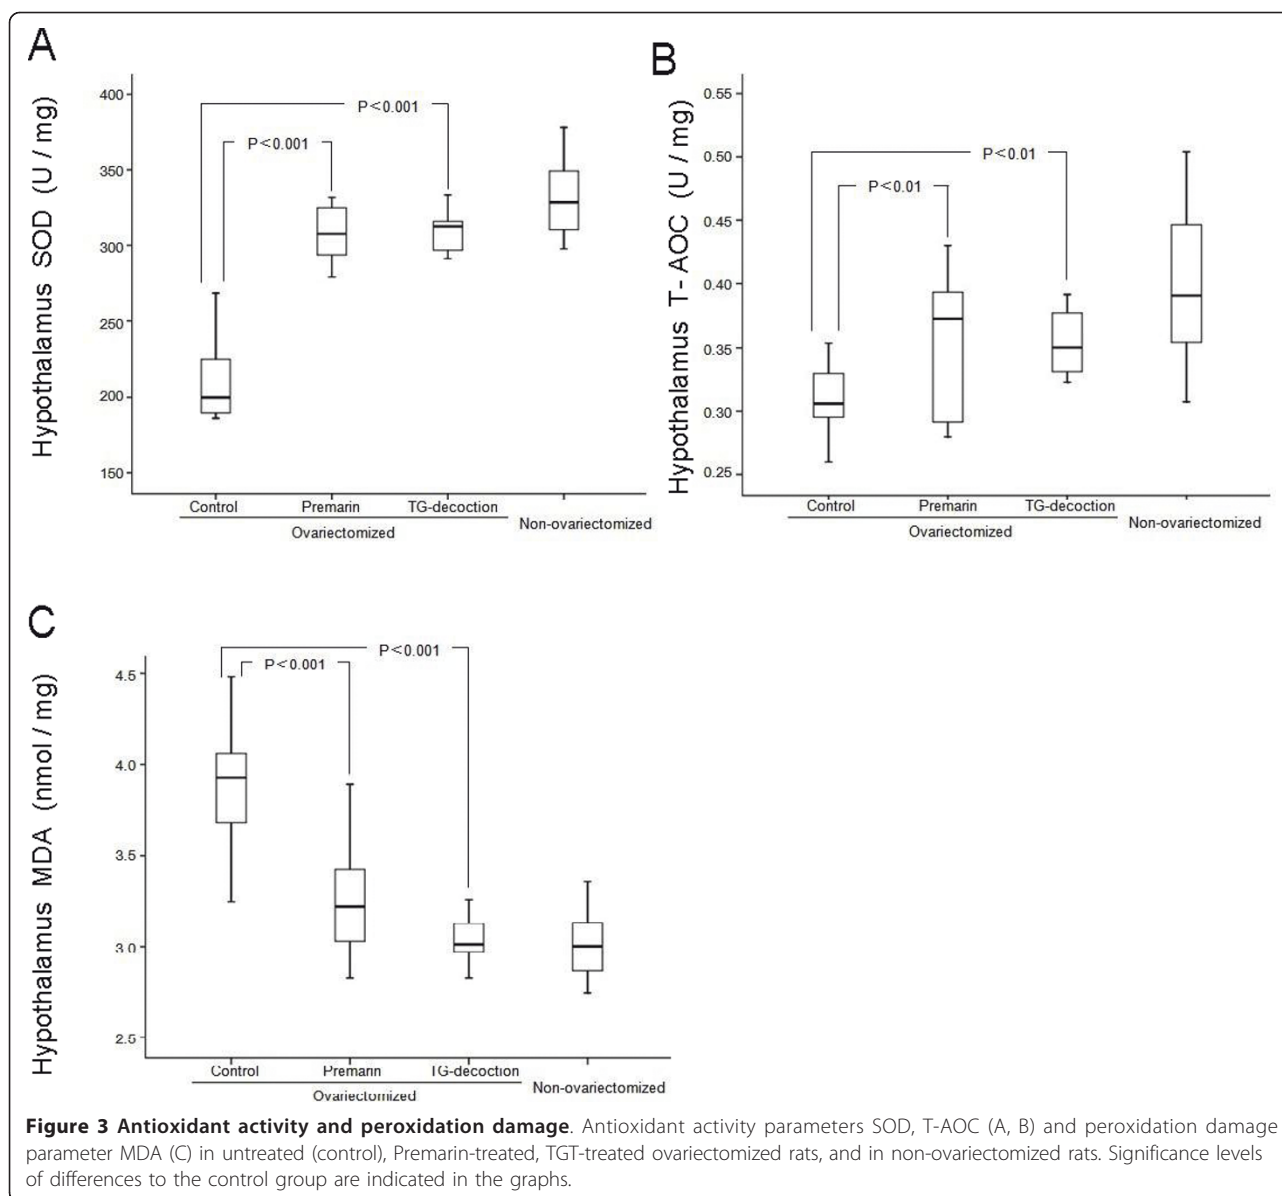 A
Hypothalamus SOD (U / mg)
400
350
300
250
200
150
P<0.001
P<0.001
Control
Premarin
TG-decoction
Non-ovariectomized
Ovariectomized
B
Hypothalamus T- AOC (U / mg)
0.55
0.50
0.45
0.40
0.35
0.30
0.25
P<0.01
P<0.01
Control
Premarin
TG-decoction
Non-ovariectomized
Ovariectomized
C
Hypothalamus MDA (nmol / mg)
4.5
4.0
3.5
3.0
2.5
P<0.001
P<0.001
Control
Premarin
TG-decoction
Non-ovariectomized
Ovariectomized
Figure 3 Antioxidant activity and peroxidation damage. Antioxidant activity parameters SOD, T-AOC (A, B) and peroxidation damage
parameter MDA (C) in untreated (control), Premarin-treated, TGT-treated ovariectomized rats, and in non-ovariectomized rats. Significance levels
of differences to the control group are indicated in the graphs.